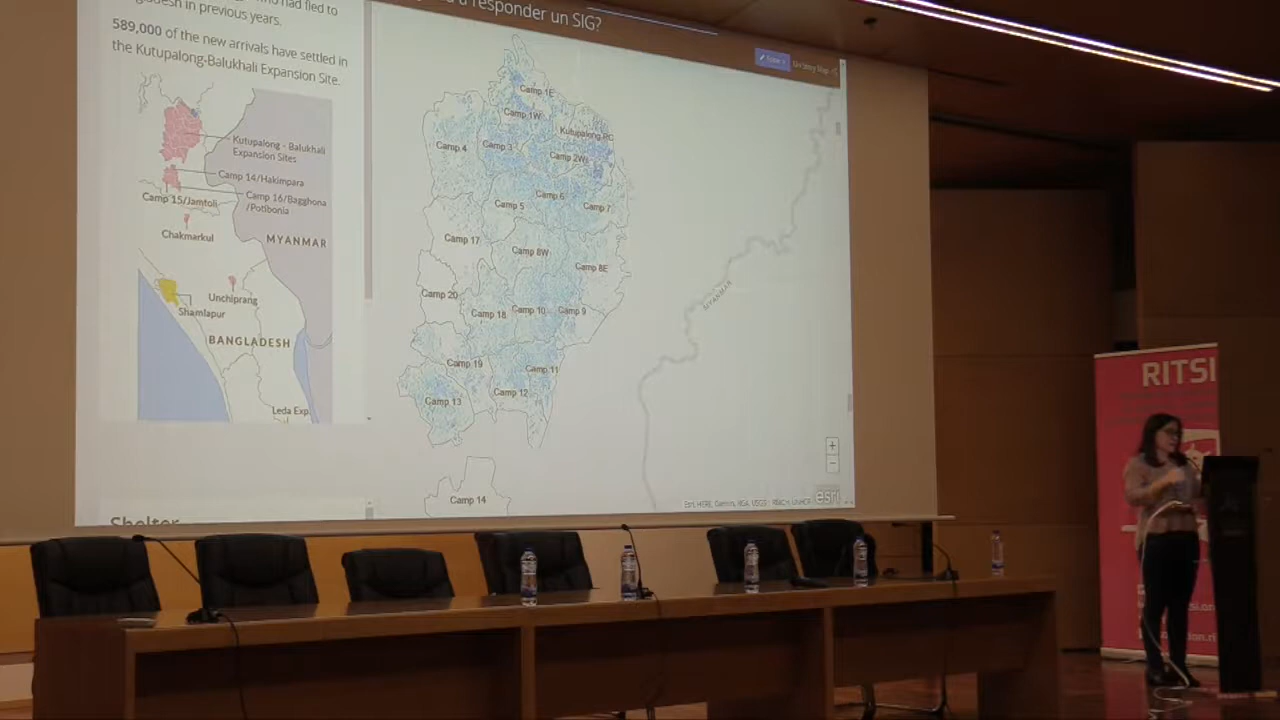 who had fled to
in previous years.
589,000 of the new arrivals have settled in
the Kutupalong-Balukhali Expansion Site.
Kutupalong - Balukhali
Expansion Sites
Camp 14/Hakimpara
Camp 16/Bagghona
/Potibonia
Camp 15/Jamtoli
Chakmarkul
MYANMAR
Unchiprang
Shamlapur
BANGLADESH
Leda Exp
Shelter
a responder un SIG?
Camp 1E
Camp 1W
Kutupalong RC
Camp 4
Camp 3
Camp 2W
Camp 6
Camp 5
Camp 7
Camp 17
Camp 8W
Camp 8E
Camp 20
Camp 18
Camp 10
Camp 9
Camp 19
Camp 11
Camp 12
Camp 13
Camp 14
MYANMAR
+
−
esri
RITSI